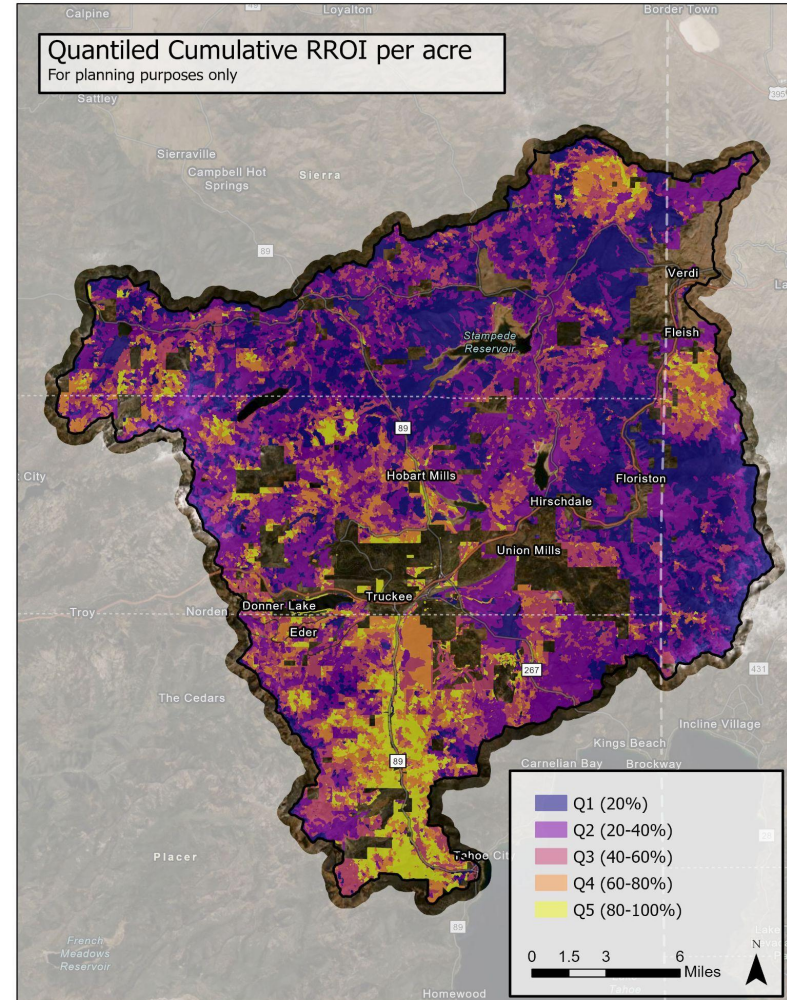 Calpine
Loyalton
Border Town
Quantiled Cumulative RROI per acre
For planning purposes only
Sattley
395
Sierraville
Campbell Hot
Springs
Sierra
89
Verdi
Fleish
Stampede
Reservoir
89
Hobart Mills
Floriston
Hirschdale
Union Mills
Truckee
Donner Lake
Troy
Norden
Eder
267
431
The Cedars
Incline Village
Kings Beach
Carnelian Bay
Brockway
89
Placer
Tahoe City
French
Meadows
Reservoir
89
Homewood
Tahoe
Q1 (20%)
Q2 (20-40%)
Q3 (40-60%)
Q4 (60-80%)
Q5 (80-100%)
0 1.5 3 6
Miles
N